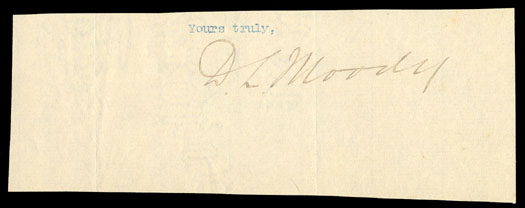 Yours truly,
D. L. Moody